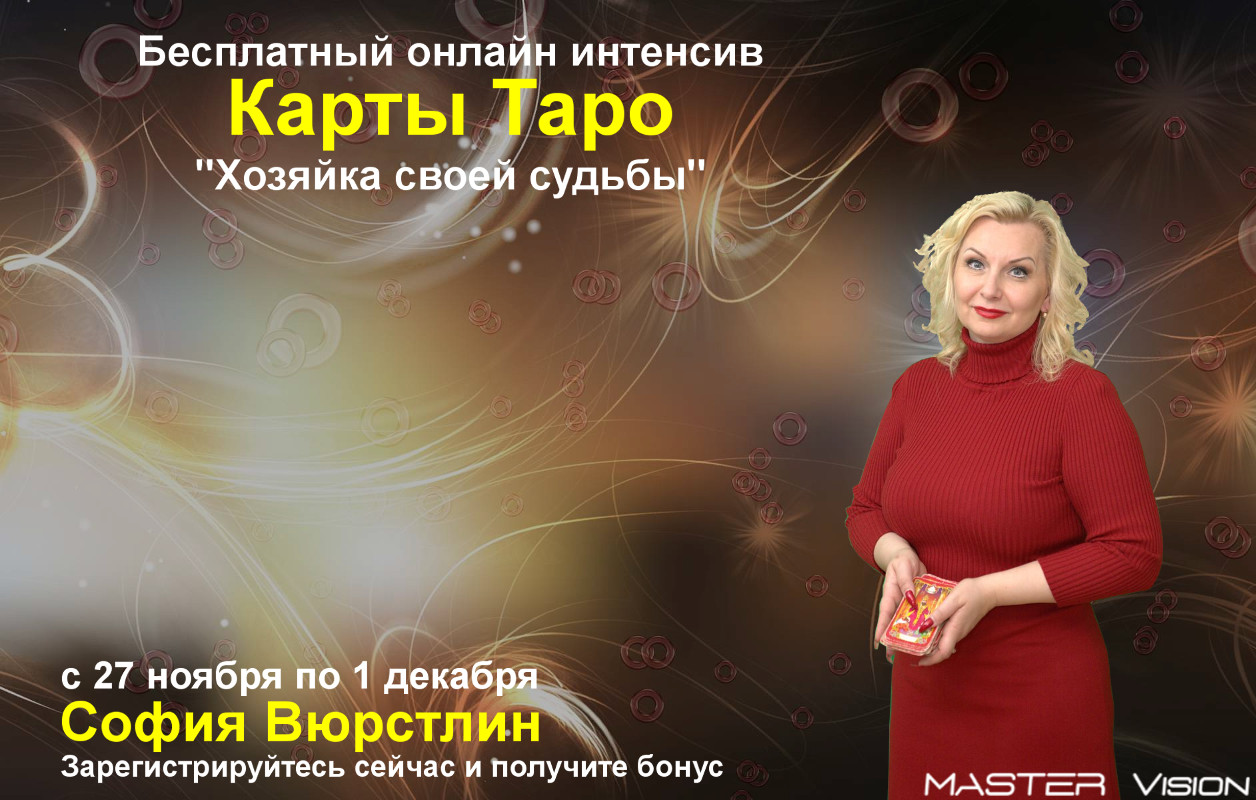 Бесплатный онлайн интенсив
Карты Таро
"Хозяйка своей судьбы"
с 27 ноября по 1 декабря
София Вюрстлин
Зарегистрируйтесь сейчас и получите бонус
MASTER VISION